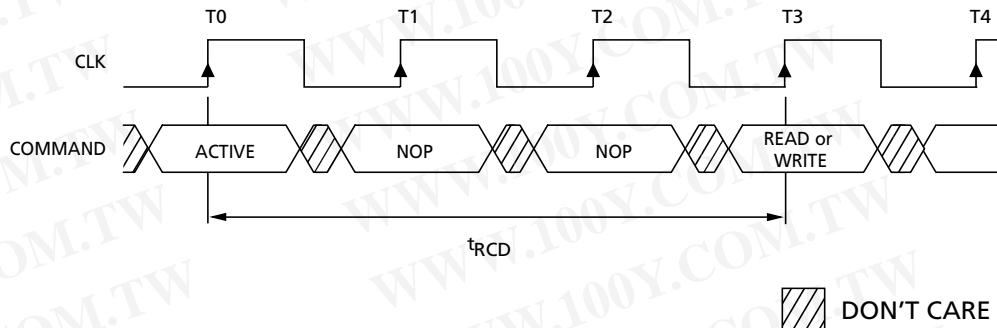 T0 T1 T2 T3 T4
CLK
COMMAND ACTIVE NOP NOP READ or WRITE
tRCD
DON'T CARE
WWW.100Y.COM.TW